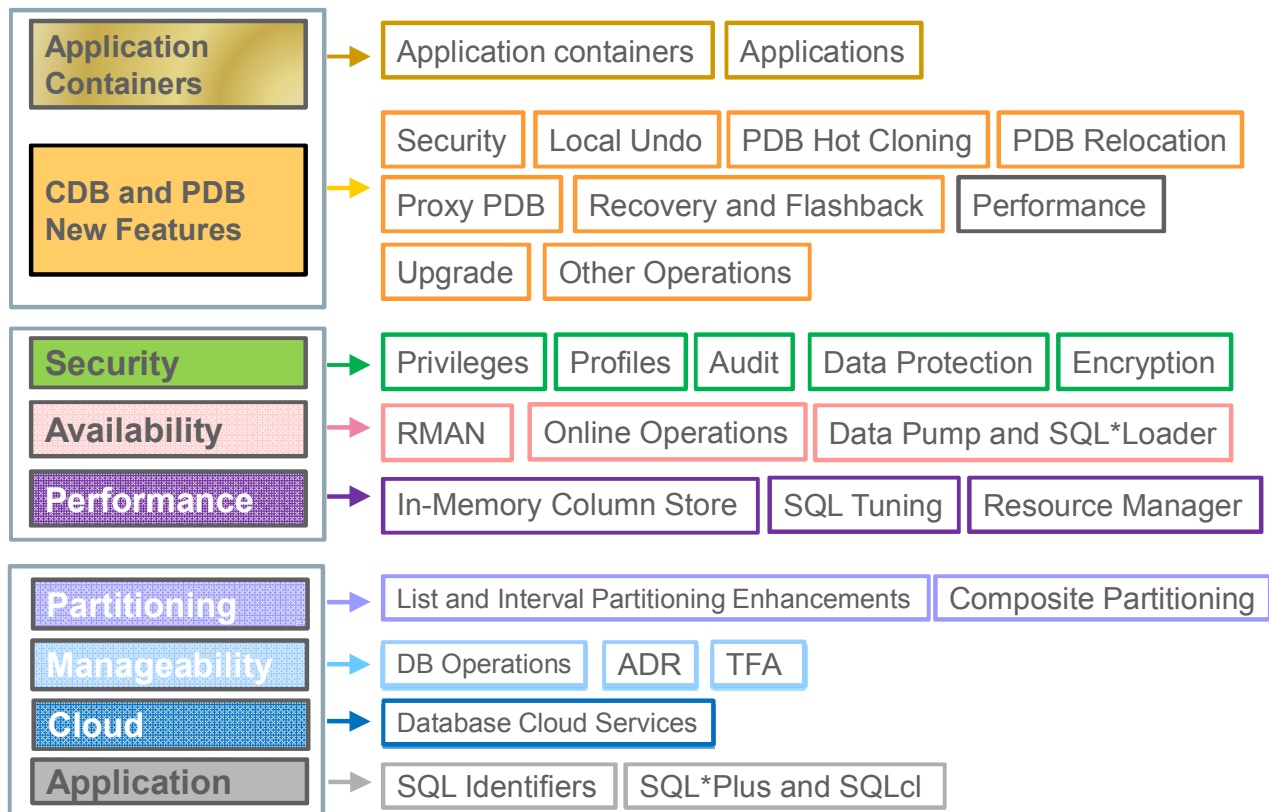 Application
Containers
Application containers
Applications
CDB and PDB
New Features
Security
Local Undo
PDB Hot Cloning
PDB Relocation
Proxy PDB
Recovery and Flashback
Performance
Upgrade
Other Operations
Security
Privileges
Profiles
Audit
Data Protection
Encryption
Availability
RMAN
Online Operations
Data Pump and SQL*Loader
Performance
In-Memory Column Store
SQL Tuning
Resource Manager
Partitioning
List and Interval Partitioning Enhancements
Composite Partitioning
Manageability
DB Operations
ADR
TFA
Cloud
Database Cloud Services
Application
SQL Identifiers
SQL*Plus and SQLcl